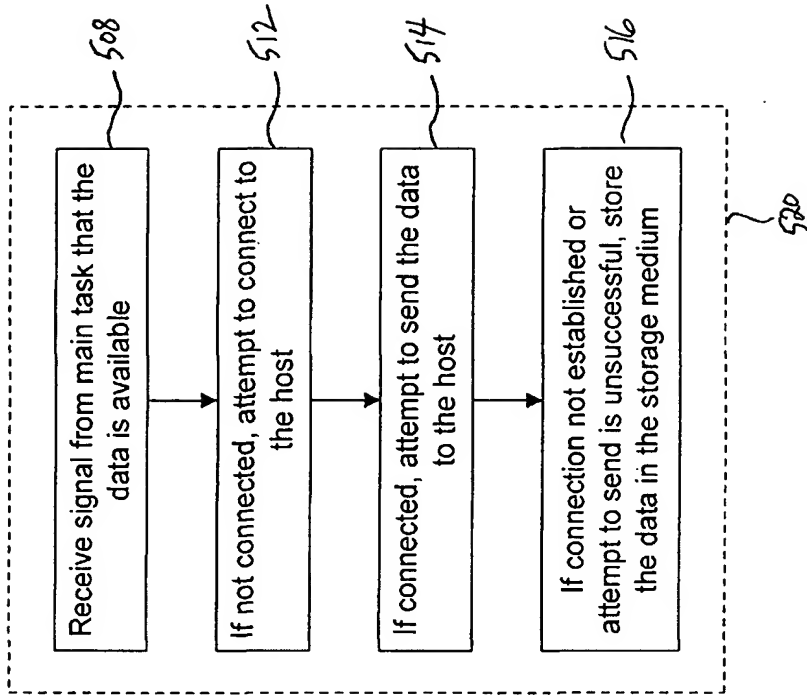 Receive signal from main task that the
data is available
508
If not connected, attempt to connect to
the host
512
If connected, attempt to send the data
to the host
514
If connection not established or
attempt to send is unsuccessful, store
the data in the storage medium
516
520